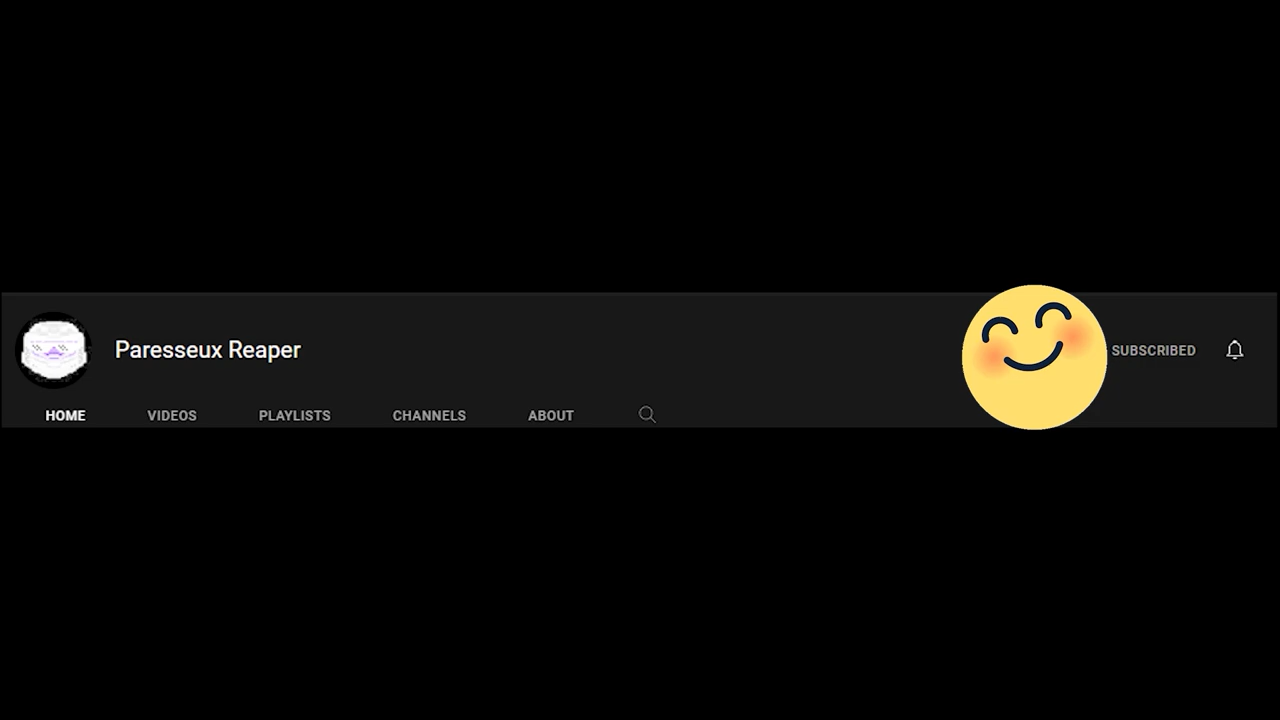 Paresseux Reaper
SUBSCRIBED
HOME VIDEOS PLAYLISTS CHANNELS ABOUT